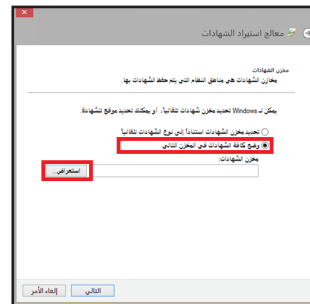 معالج استيراد الشهادات
مخزن الشهادات
مخازن الشهادات هي مناطق النظام التي يتم حفظ الشهادات بها.
يمكن لـ Windows تحديد مخزن شهادات تلقائياً، أو يمكنك تحديد موقع للشهادة.
تحديد مخزن الشهادات استناداً إلى نوع الشهادات تلقائياً
وضع كافة الشهادات في المخزن التالي
مخزن الشهادات:
استعراض...
التالي
إلغاء الأمر